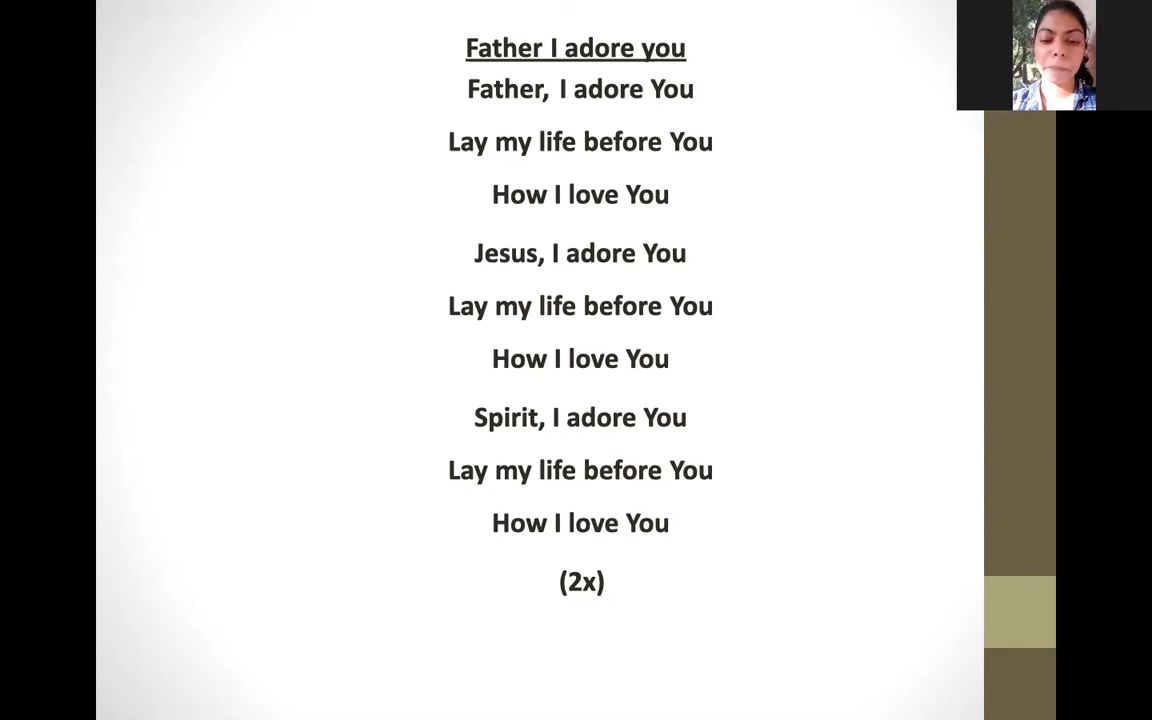 Father I adore you
Father, I adore You
Lay my life before You
How I love You
Jesus, I adore You
Lay my life before You
How I love You
Spirit, I adore You
Lay my life before You
How I love You
(2x)